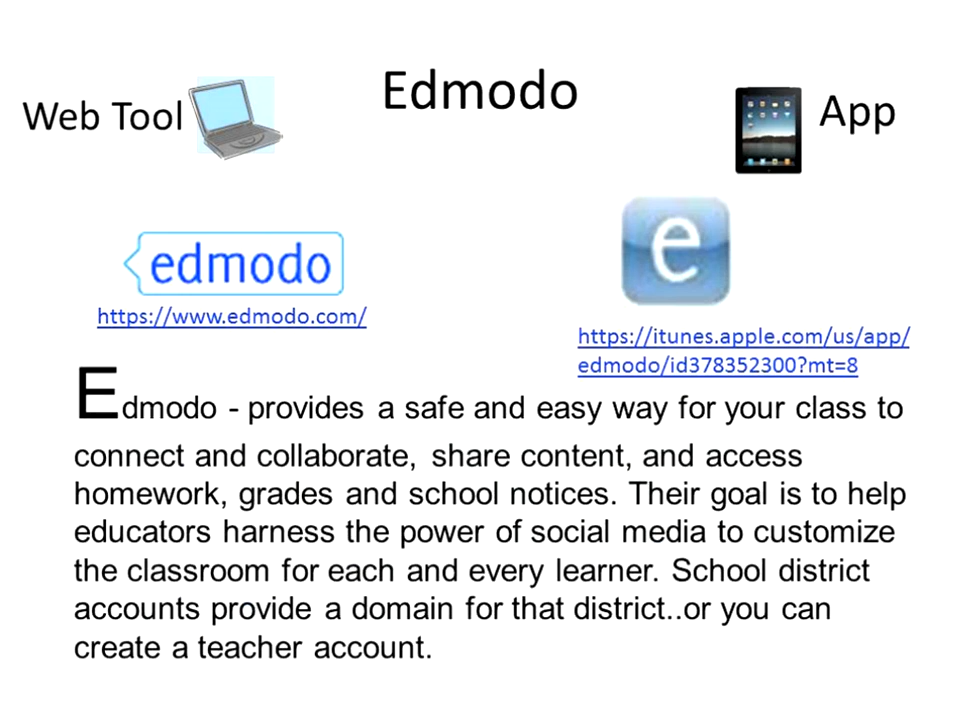 Edmodo
Web Tool
App
edmodo
e
https://www.edmodo.com/
https://itunes.apple.com/us/app/
edmodo/id378352300?mt=8
Edmodo - provides a safe and easy way for your class to
connect and collaborate, share content, and access
homework, grades and school notices. Their goal is to help
educators harness the power of social media to customize
the classroom for each and every learner. School district
accounts provide a domain for that district..or you can
create a teacher account.